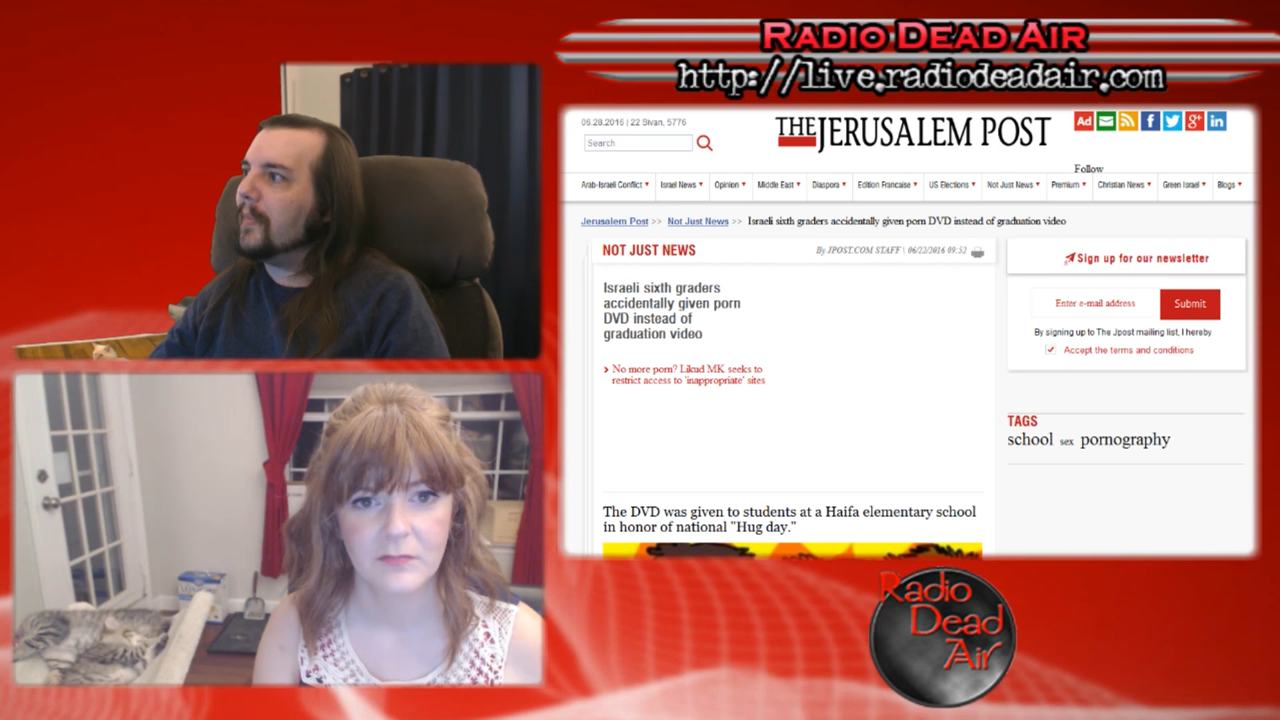 RADIO DEAD AIR
http://live.radiodeadair.com
06.28.2016 | 22 Sivan, 5776
Search
THE JERUSALEM POST
Ad
f
g+
in
Follow
Arab-Israeli Conflict
Israel News
Opinion
Middle East
Diaspora
Edition Francaise
US Elections
Not Just News
Premium
Christian News
Green Israel
Blogs
Jerusalem Post >> Not Just News >> Israeli sixth graders accidentally given porn DVD instead of graduation video
NOT JUST NEWS
By JPOST.COM STAFF \ 06/22/2016 09:52
Israeli sixth graders
accidentally given porn
DVD instead of
graduation video
No more porn? Likud MK seeks to
restrict access to 'inappropriate' sites
The DVD was given to students at a Haifa elementary school
in honor of national "Hug day."
Sign up for our newsletter
Enter e-mail address
Submit
By signing up to The Jpost mailing list, I hereby
Accept the terms and conditions
TAGS
school sex pornography
Radio
Dead
Air